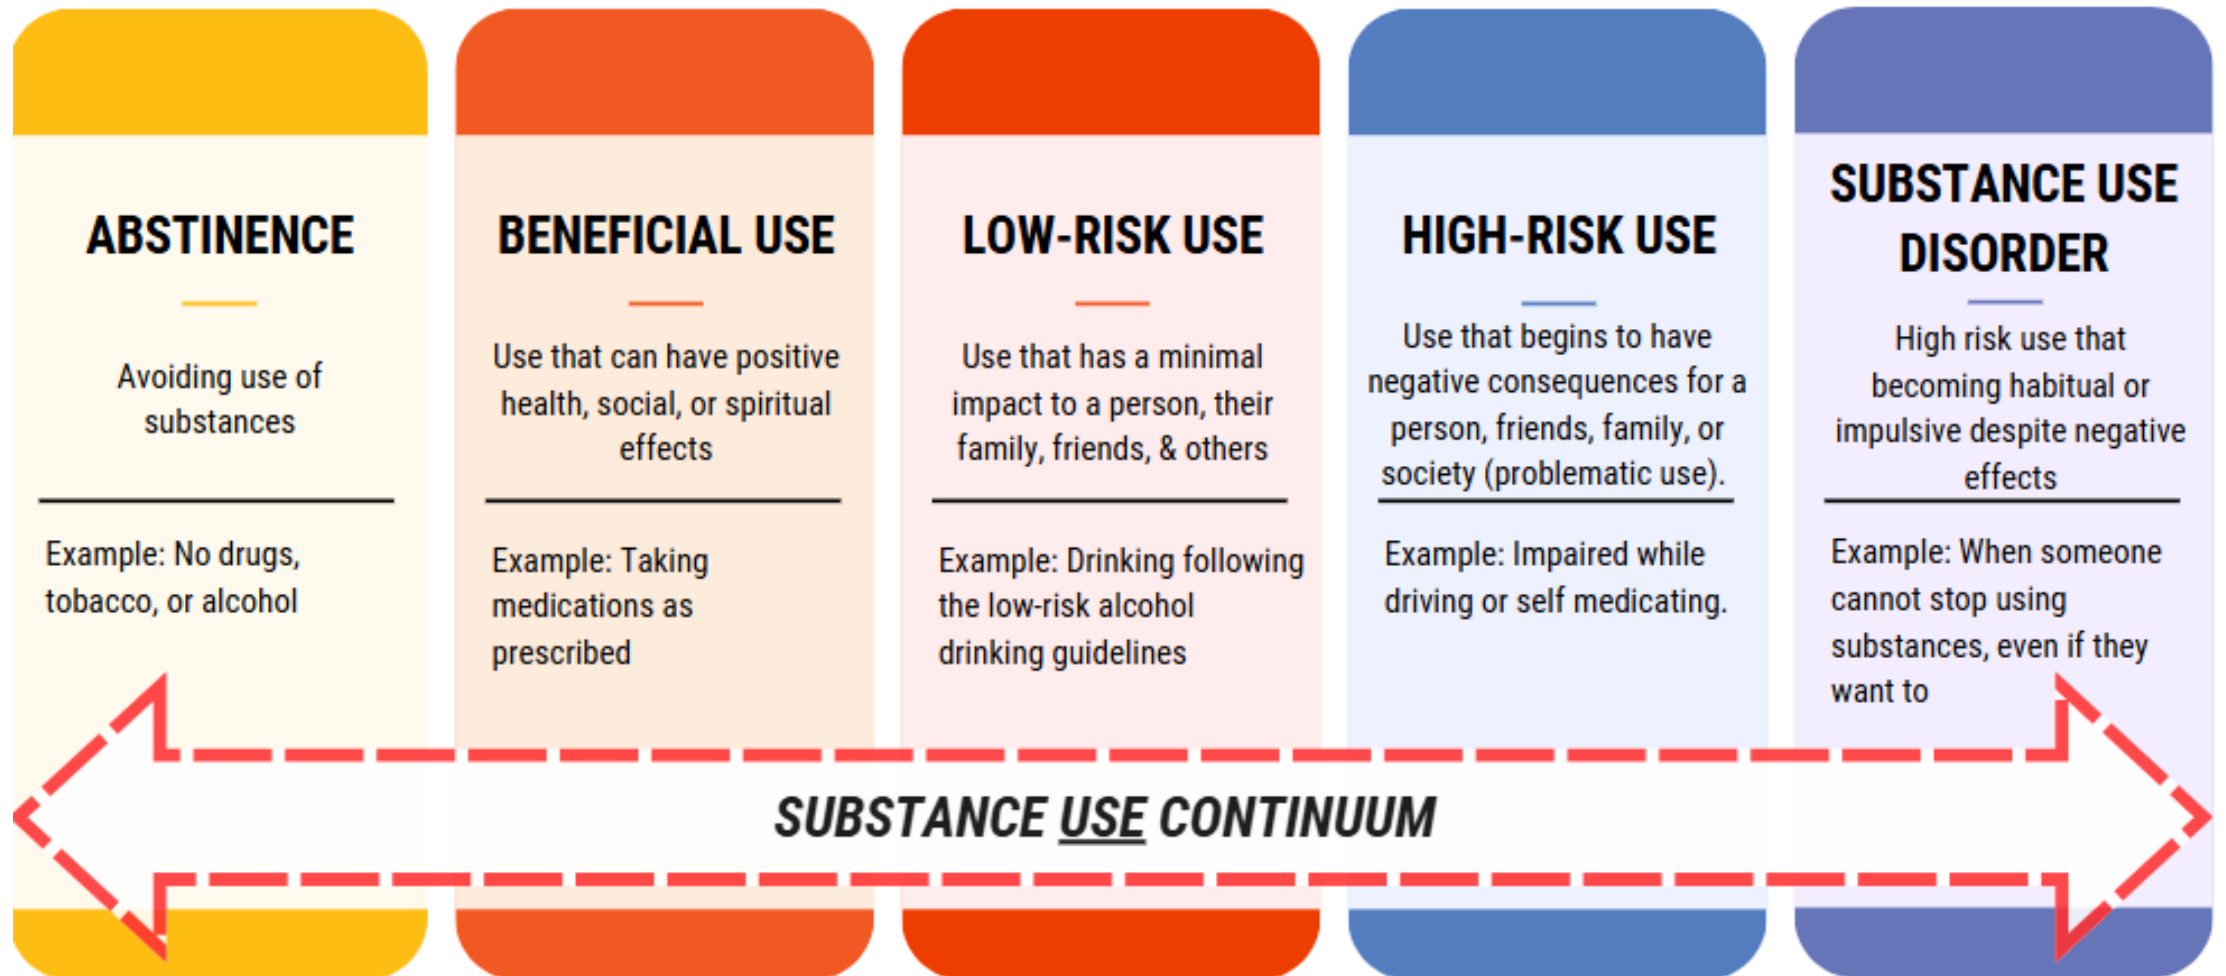 ABSTINENCE
Avoiding use of
substances
Example: No drugs,
tobacco, or alcohol
BENEFICIAL USE
Use that can have positive
health, social, or spiritual
effects
Example: Taking
medications as
prescribed
LOW-RISK USE
Use that has a minimal
impact to a person, their
family, friends, & others
Example: Drinking following
the low-risk alcohol
drinking guidelines
HIGH-RISK USE
Use that begins to have
negative consequences for a
person, friends, family, or
society (problematic use).
Example: Impaired while
driving or self medicating.
SUBSTANCE USE
DISORDER
High risk use that
becoming habitual or
impulsive despite negative
effects
Example: When someone
cannot stop using
substances, even if they
want to
SUBSTANCE USE CONTINUUM